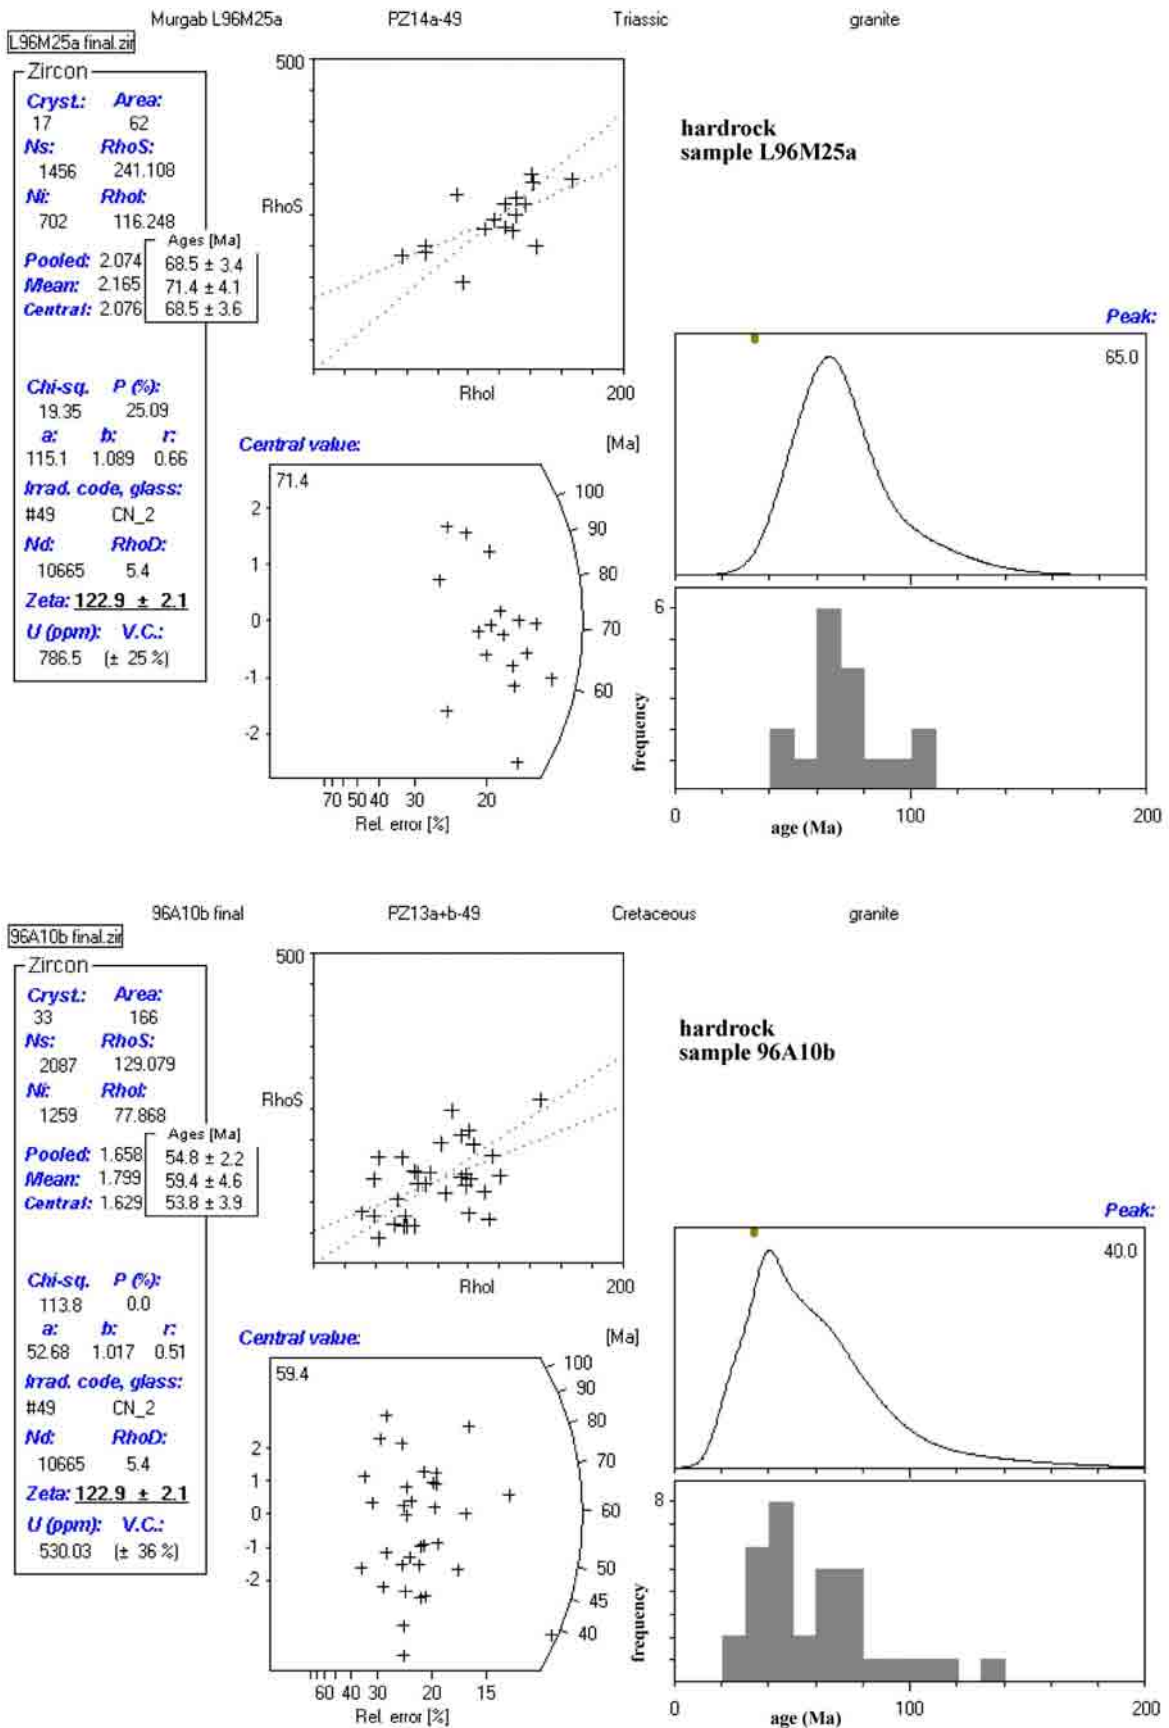 Murgab L96M25a PZ14a-49 Triassic granite
L96M25a final.zir
Zircon
Cryst.: Area:
17 62
Ns: RhoS:
1456 241.108
Ni: RhoI:
702 116.248
Ages [Ma]
Pooled: 2.074 68.5 ± 3.4
Mean: 2.165 71.4 ± 4.1
Central: 2.076 68.5 ± 3.6
Chi-sq. P (%):
19.35 25.09
a: b: r:
115.1 1.089 0.66
Irrad. code, glass:
#49 CN_2
Nd: RhoD:
10665 5.4
Zeta: 122.9 ± 2.1
U (ppm): V.C.:
786.5 (± 25 %)
500
RhoS
RhoI 200
hardrock
sample L96M25a
Central value: [Ma]
71.4
100
90
80
70
60
2
1
0
-1
-2
70 50 40 30 20
Rel. error [%]
Peak:
65.0
6
frequency
0 100 200
age (Ma)
96A10b final PZ13a+b-49 Cretaceous granite
96A10b final.zir
Zircon
Cryst.: Area:
33 166
Ns: RhoS:
2087 129.079
Ni: RhoI:
1259 77.868
Ages [Ma]
Pooled: 1.658 54.8 ± 2.2
Mean: 1.799 59.4 ± 4.6
Central: 1.629 53.8 ± 3.9
Chi-sq. P (%):
113.8 0.0
a: b: r:
52.68 1.017 0.51
Irrad. code, glass:
#49 CN_2
Nd: RhoD:
10665 5.4
Zeta: 122.9 ± 2.1
U (ppm): V.C.:
530.03 (± 36 %)
500
RhoS
RhoI 200
hardrock
sample 96A10b
Central value: [Ma]
59.4
100
90
80
70
60
50
45
40
2
1
0
-1
-2
60 40 30 20 15
Rel. error [%]
Peak:
40.0
8
frequency
0 100 200
age (Ma)